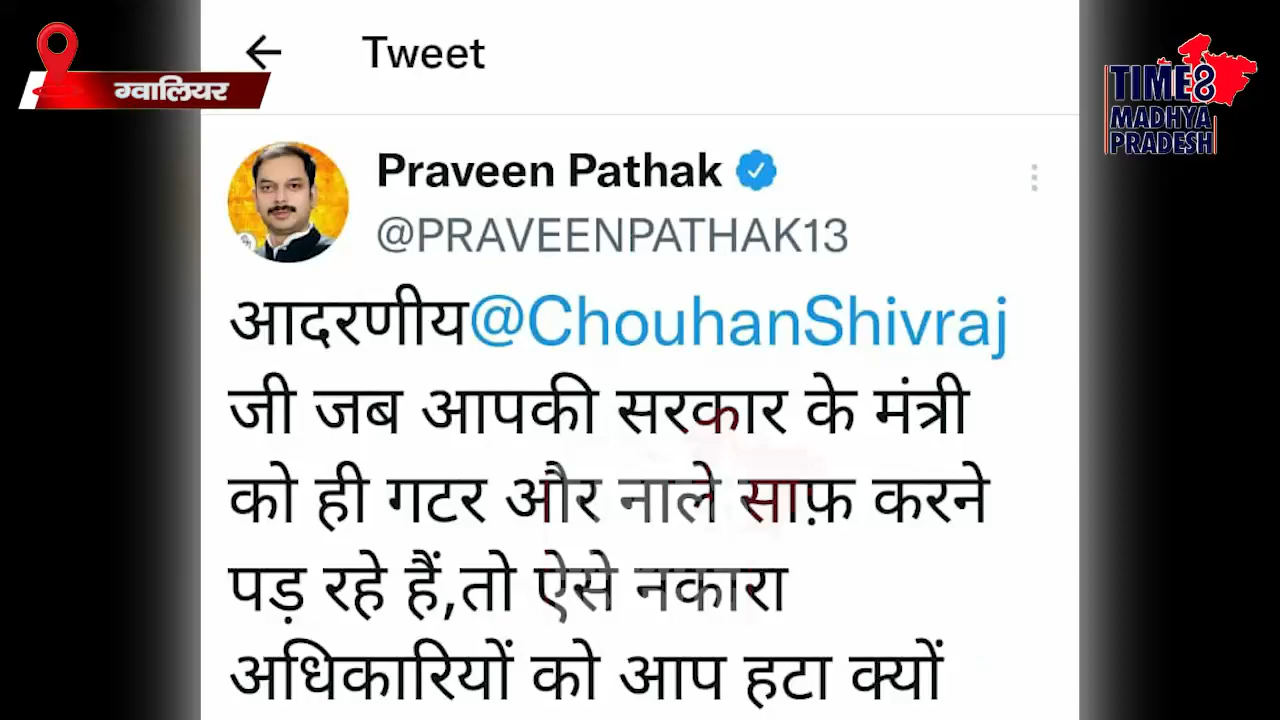 Tweet
ग्वालियर
TIME8
MADHYA
PRADESH
Praveen Pathak
@PRAVEENPATHAK13
आदरणीय@ChouhanShivraj
जी जब आपकी सरकार के मंत्री
को ही गटर और नाले साफ़ करने
पड़ रहे हैं,तो ऐसे नकारा
अधिकारियों को आप हटा क्यों